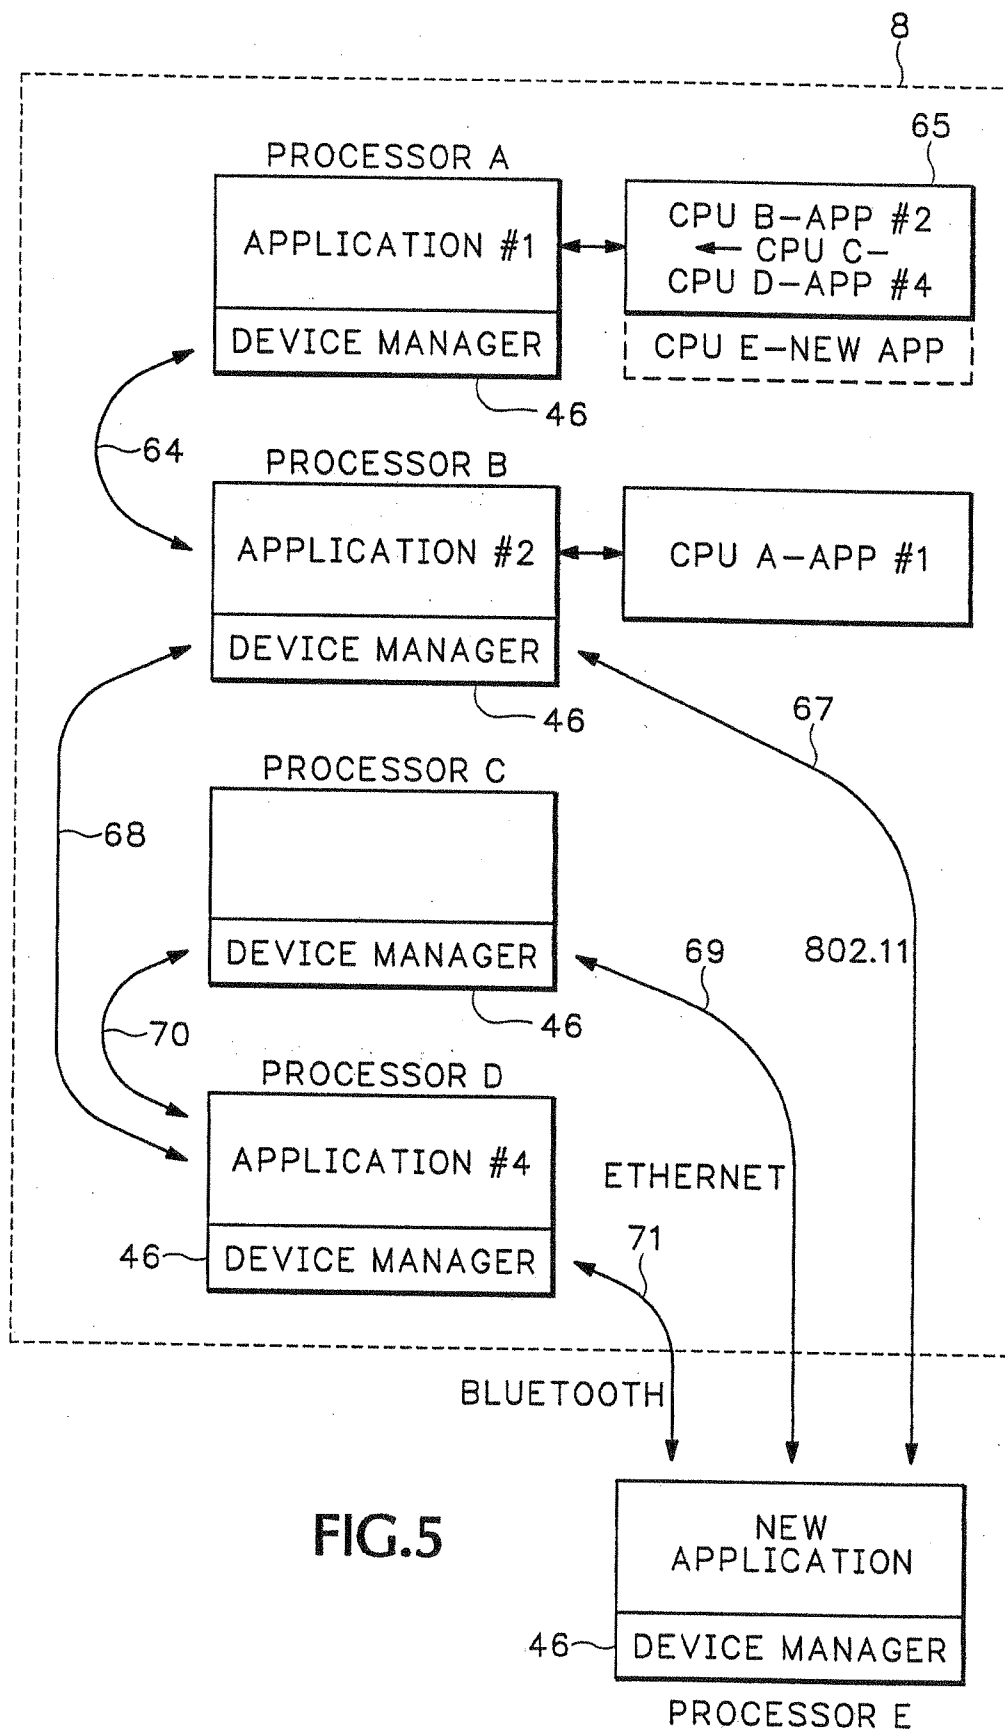 8
65
PROCESSOR A
APPLICATION #1
DEVICE MANAGER
CPU B-APP #2
CPU C-
CPU D-APP #4
CPU E-NEW APP
46
64
PROCESSOR B
APPLICATION #2
DEVICE MANAGER
CPU A-APP #1
46
67
PROCESSOR C
68
DEVICE MANAGER
69
802.11
46
70
PROCESSOR D
APPLICATION #4
ETHERNET
46
DEVICE MANAGER
71
BLUETOOTH
FIG.5
NEW
APPLICATION
46
DEVICE MANAGER
PROCESSOR E